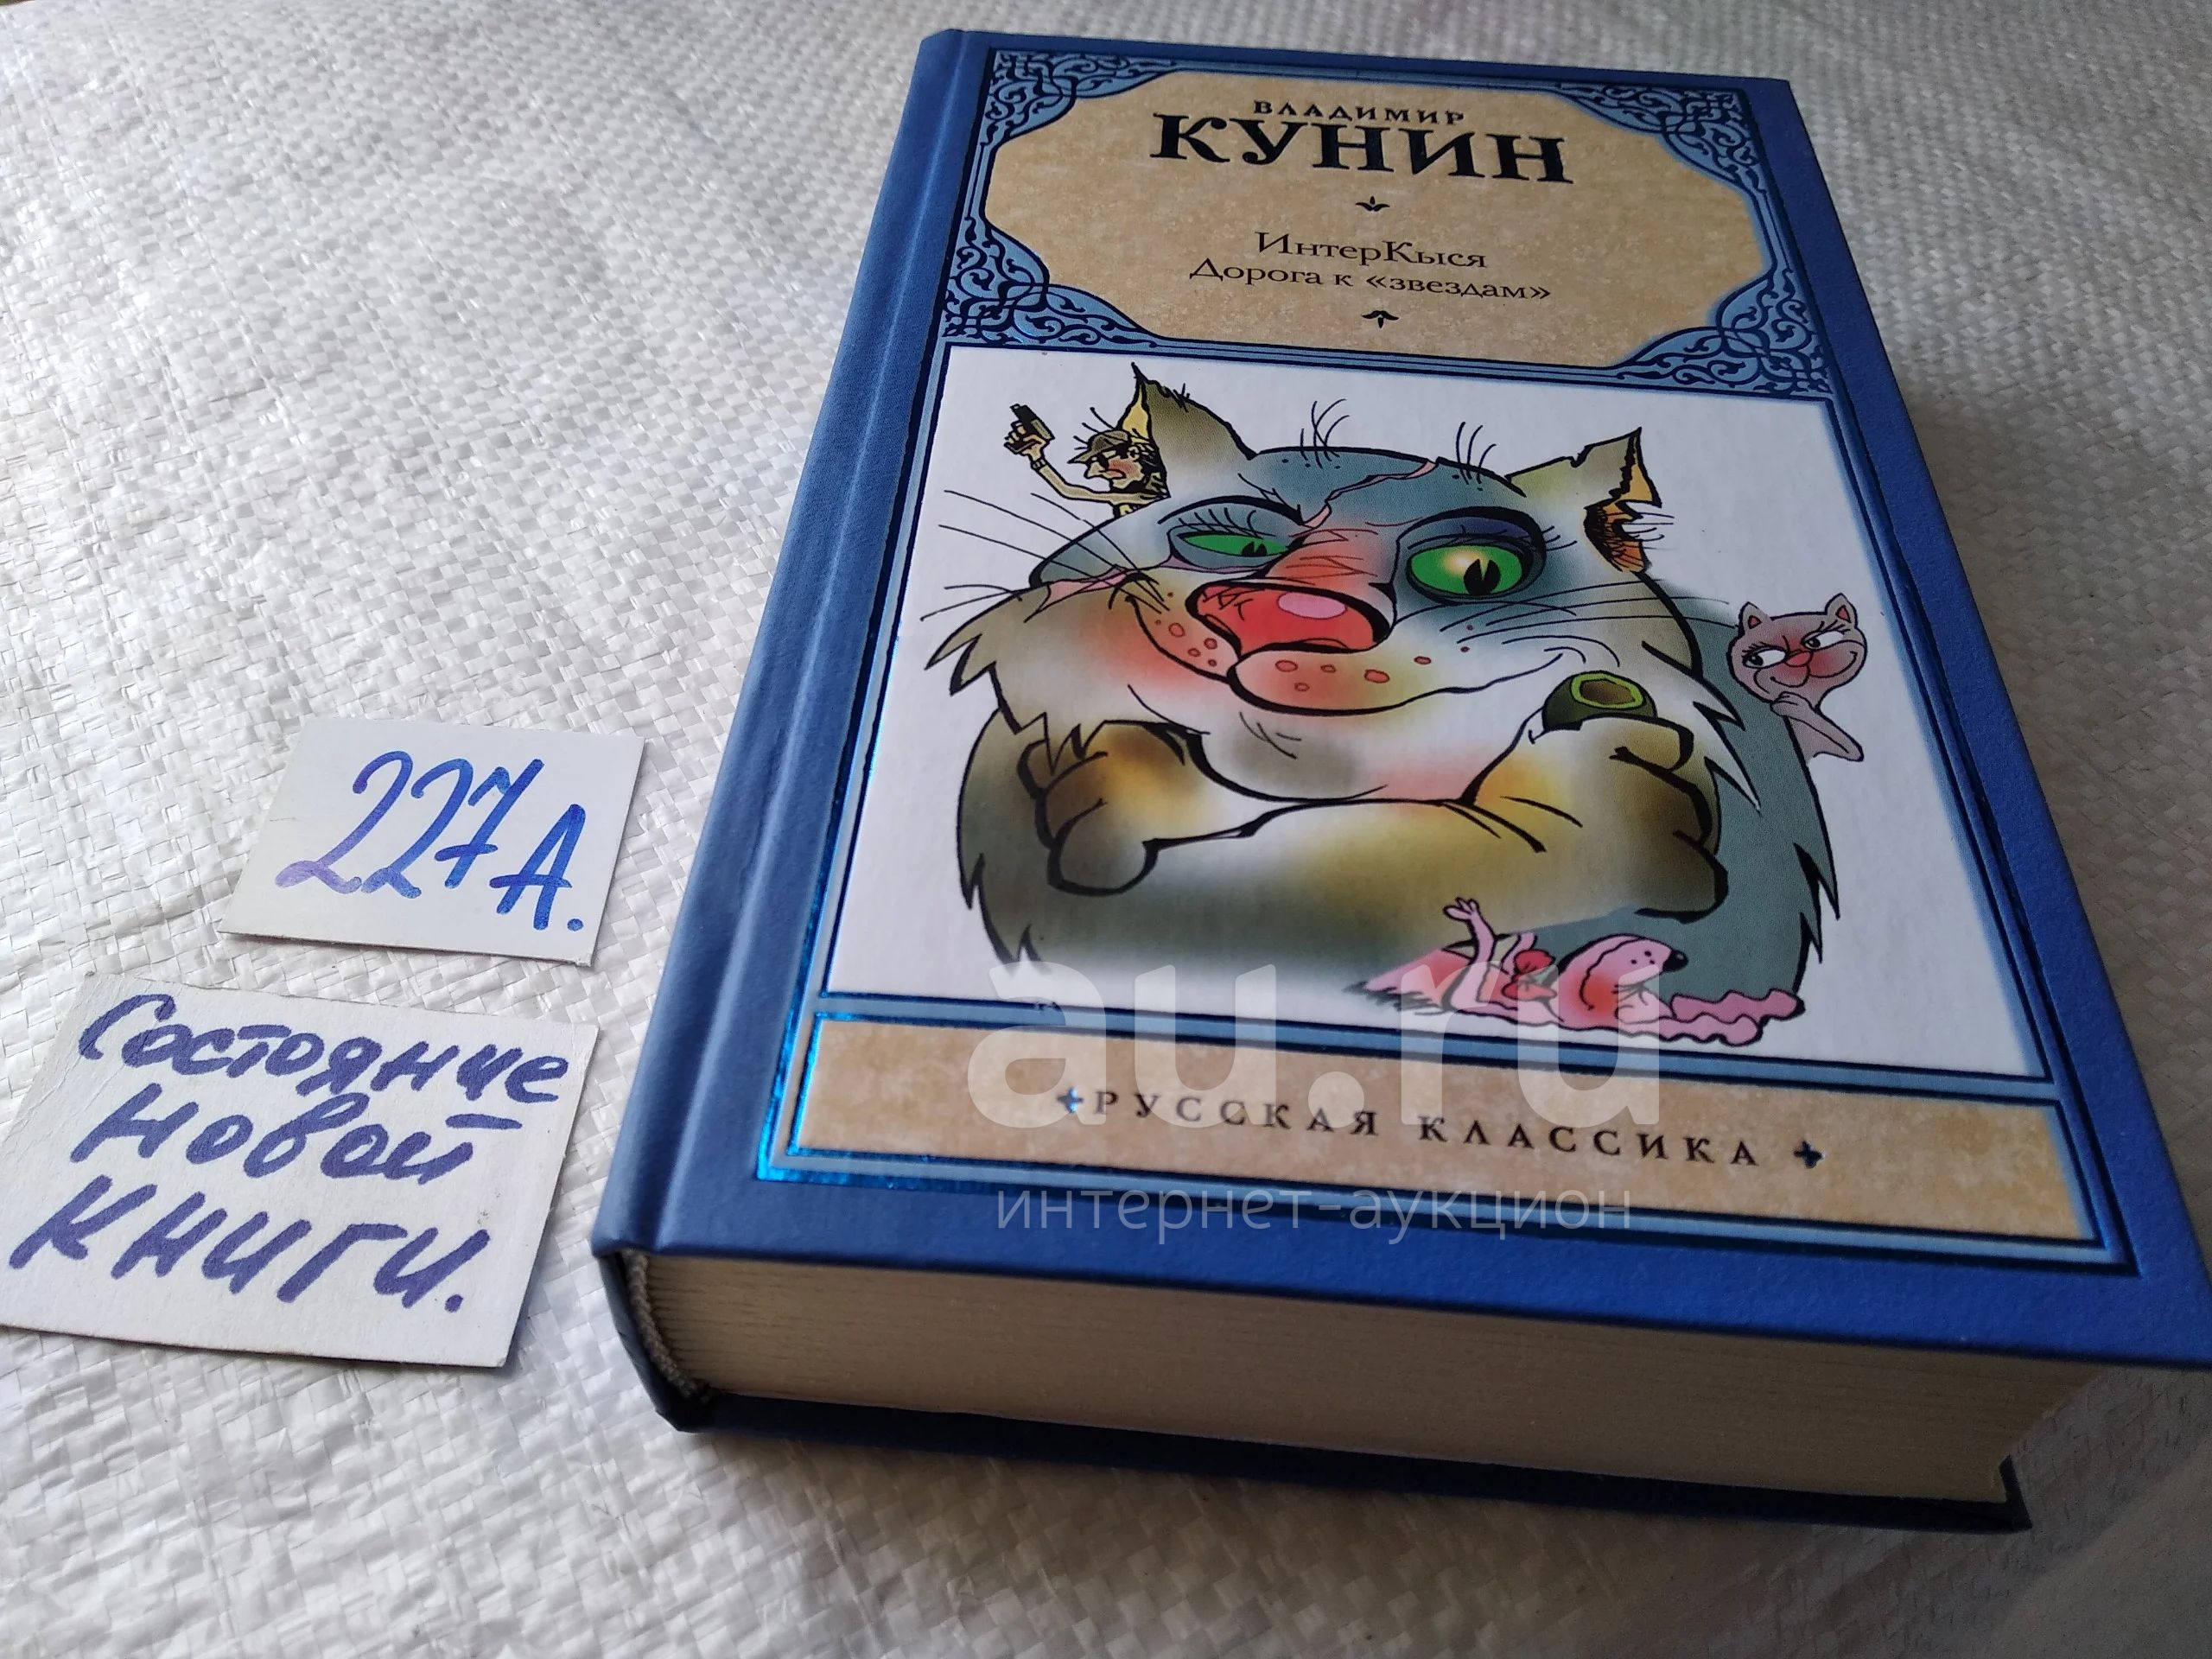 ВЛАДИМИР
КУНИН
ИнтерКыся
Дорога к «звездам»
РУССКАЯ КЛАССИКА
227А.
Состояние
новой
книги.
au.ru
интернет-аукцион